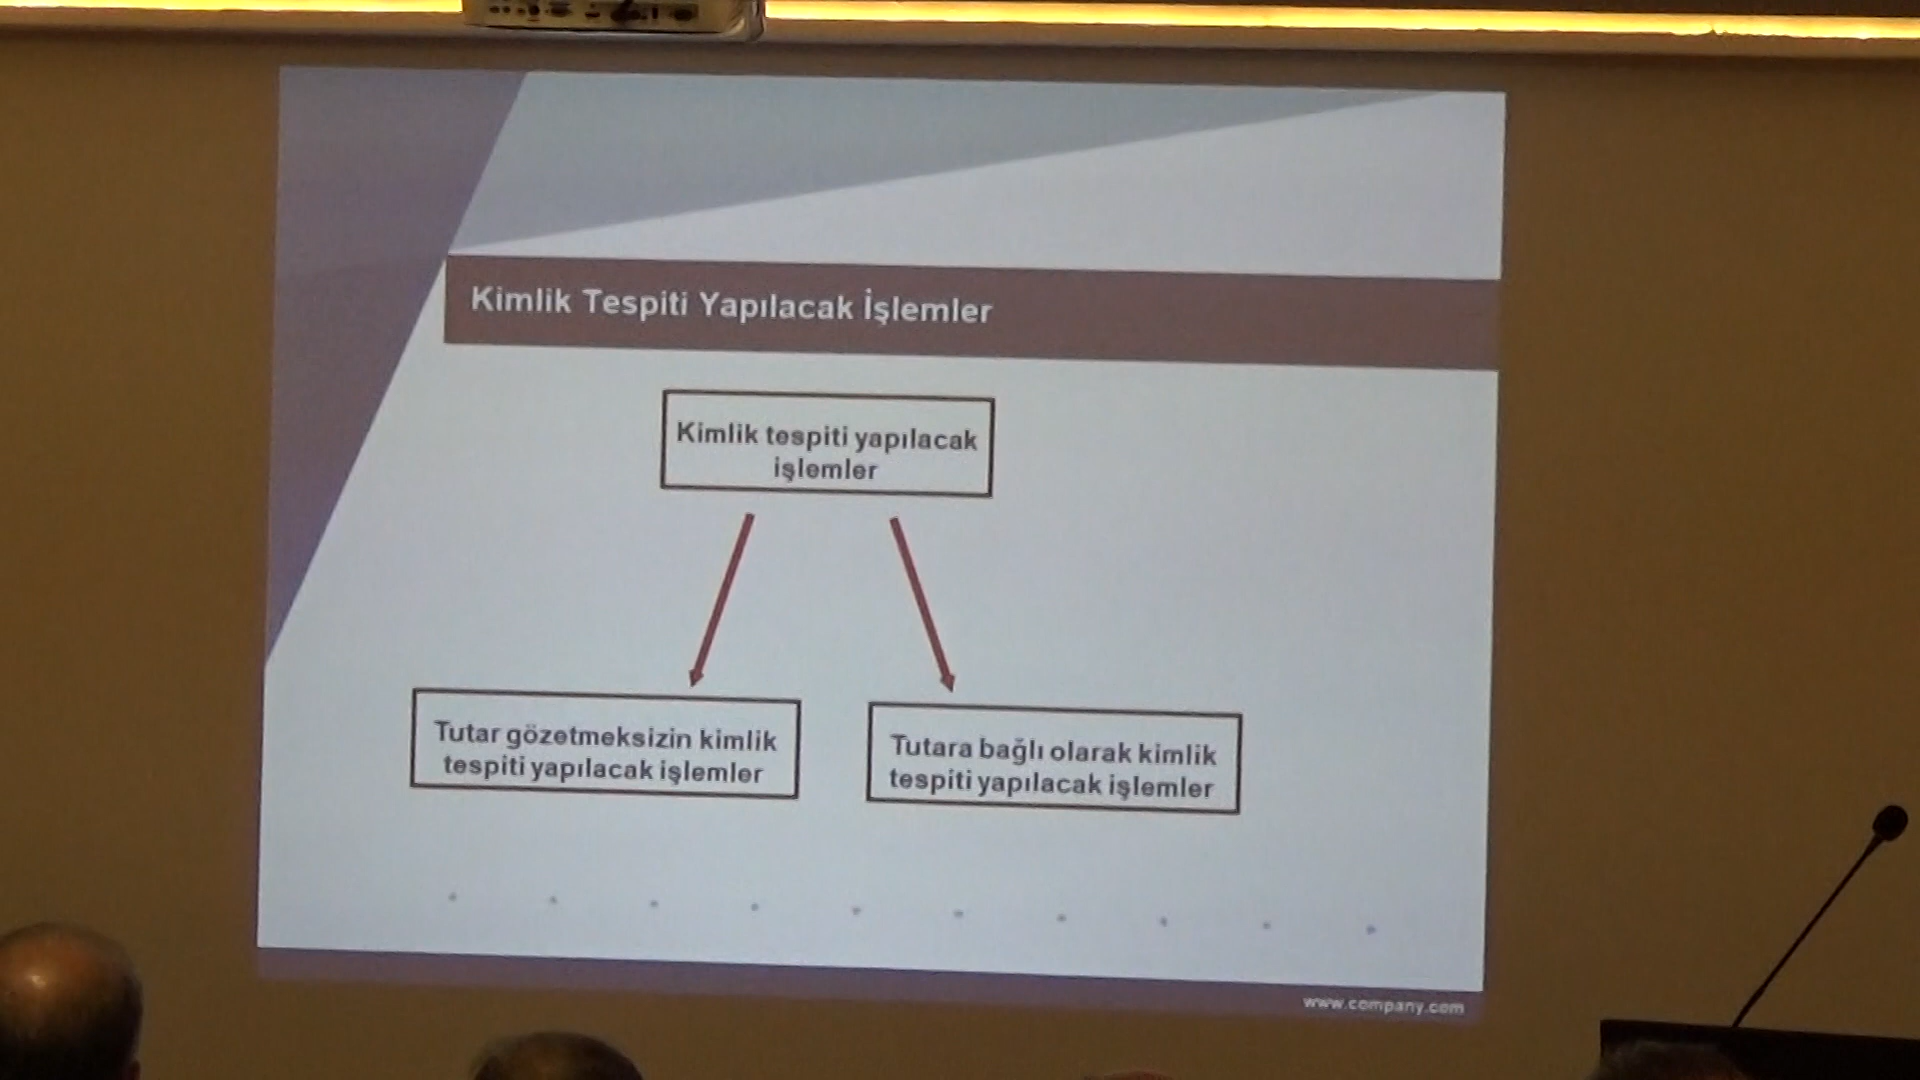 Kimlik Tespiti Yapılacak İşlemler
Kimlik tespiti yapılacak
işlemler
Tutar gözetmeksizin kimlik
tespiti yapılacak işlemler
Tutara bağlı olarak kimlik
tespiti yapılacak işlemler
www.company.com